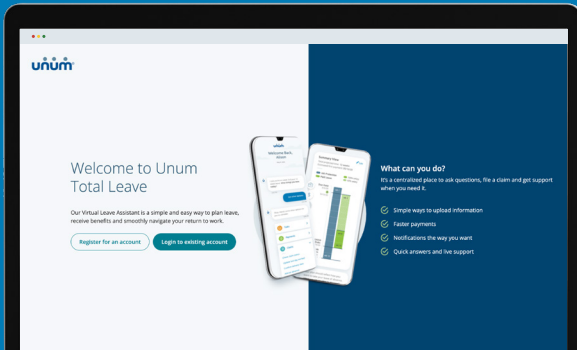 unum
Welcome to Unum
Total Leave
Our Virtual Leave Assistant is a simple and easy way to plan leave,
receive benefits and smoothly navigate your return to work.
Register for an account
Login to existing account
unum
Welcome Back,
What can you do?
It's a centralized place to ask questions, file a claim and get support
when you need it.
Simple ways to upload information
Faster payments
Notifications the way you want
Quick answers and live support